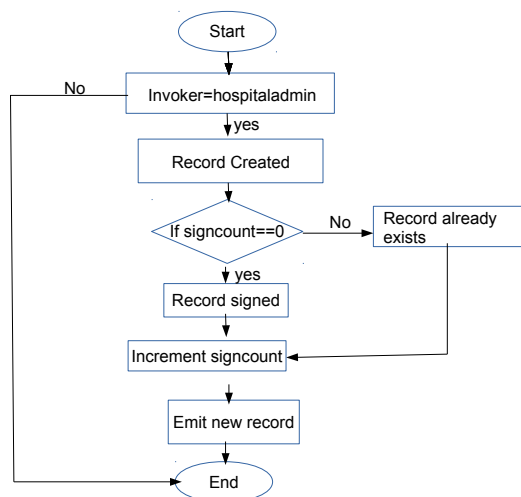 Start
No
Invoker=hospitaladmin
yes
Record Created
If signcount==0
No
Record already
exists
yes
Record signed
Increment signcount
Emit new record
End